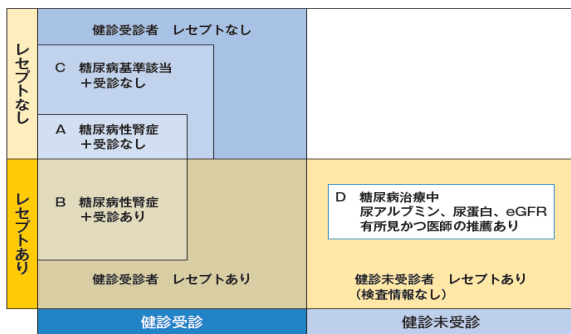 レセプトなし
健診受診者 レセプトなし
C 糖尿病基準該当
+受診なし
A 糖尿病性腎症
+受診なし
レセプトあり
B 糖尿病性腎症
+受診あり
健診受診者 レセプトあり
D 糖尿病治療中
尿アルブミン、尿蛋白、eGFR
有所見かつ医師の推薦あり
健診未受診者 レセプトあり
(検査情報なし)
健診受診
健診未受診